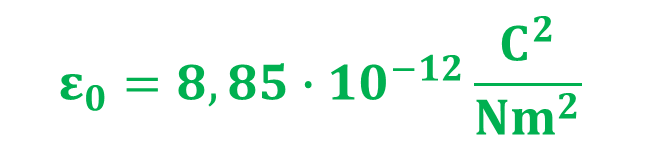 ε₀ = 8,85 · 10⁻¹² C²/Nm²